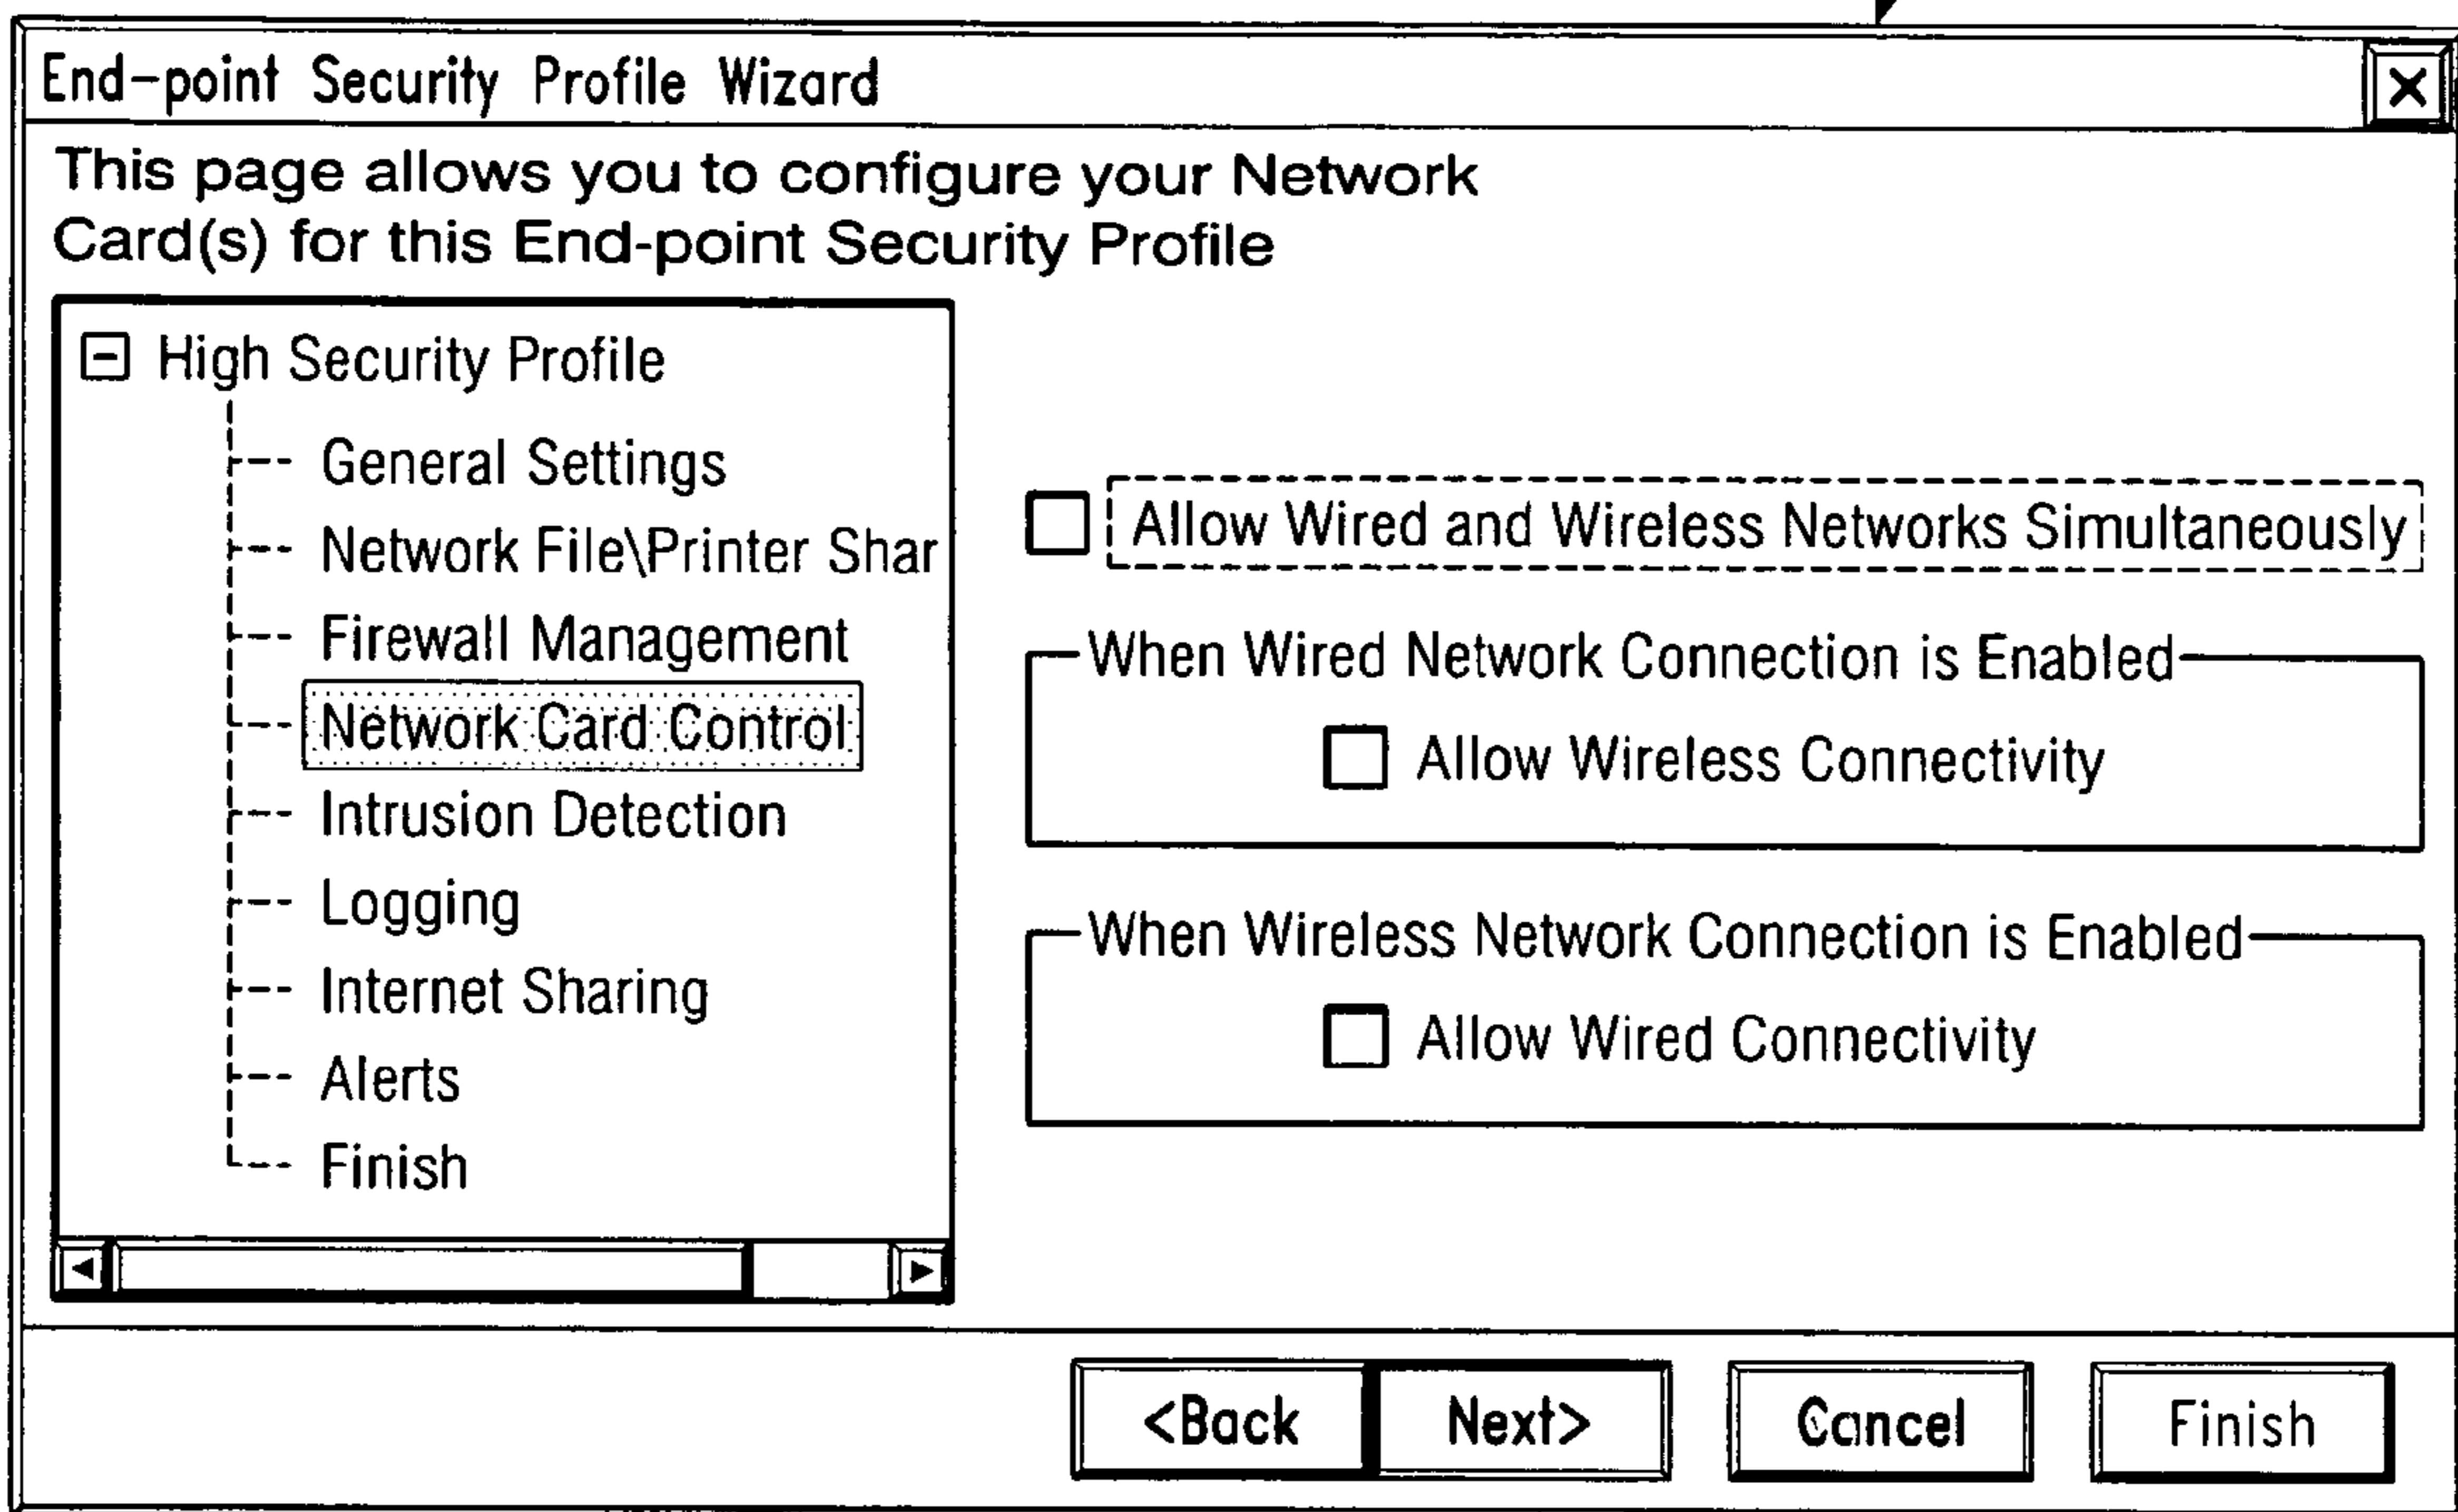 End-point Security Profile Wizard
This page allows you to configure your Network
Card(s) for this End-point Security Profile
High Security Profile
General Settings
Network File\Printer Shar
Firewall Management
Network Card Control
Intrusion Detection
Logging
Internet Sharing
Alerts
Finish
Allow Wired and Wireless Networks Simultaneously
When Wired Network Connection is Enabled
Allow Wireless Connectivity
When Wireless Network Connection is Enabled
Allow Wired Connectivity
<Back Next> Cancel Finish